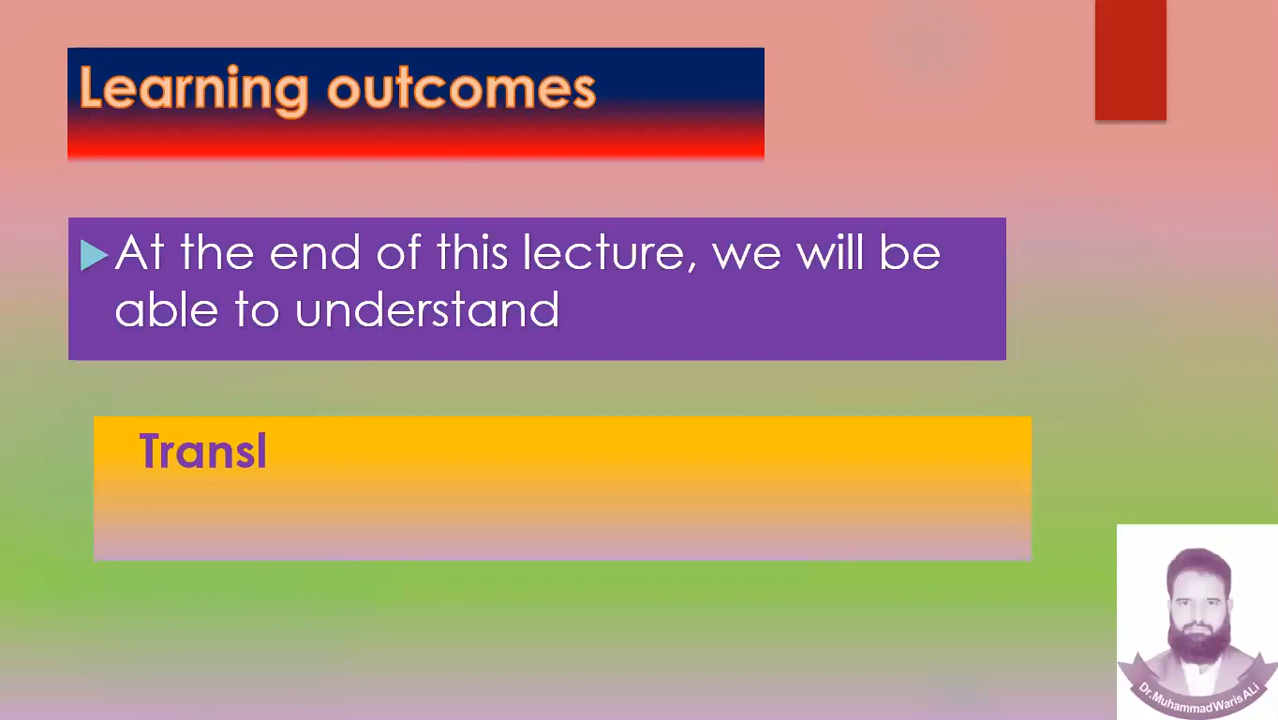 Learning outcomes
At the end of this lecture, we will be
able to understand
Transl
Dr.MuhammadWarisALi